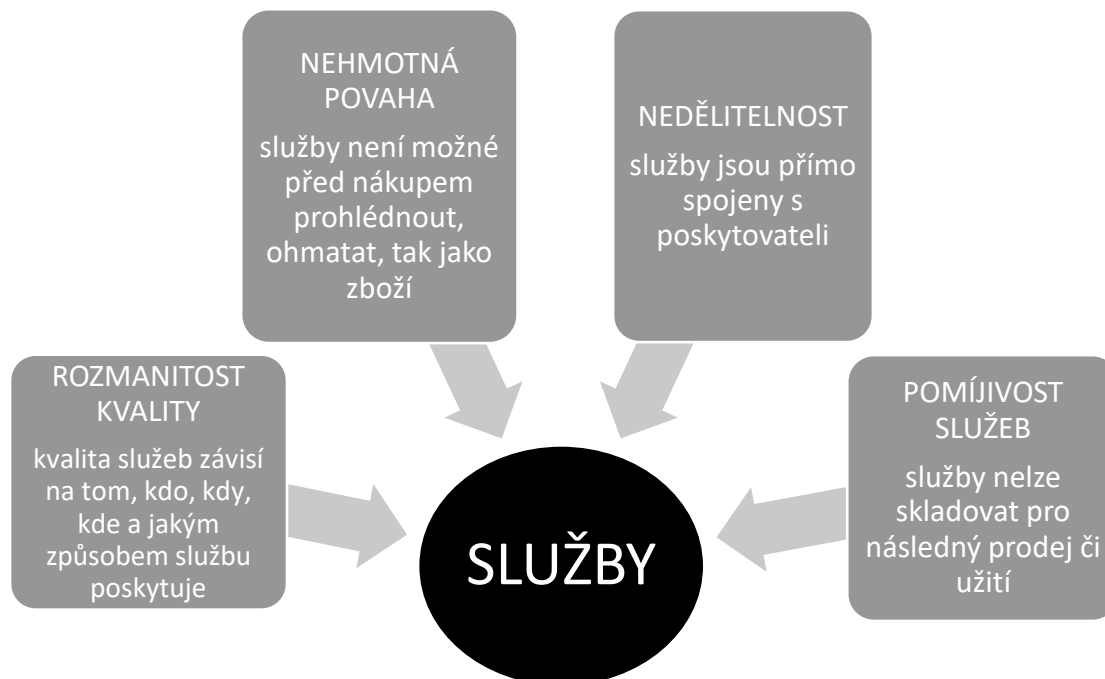 NEHMOTNÁ
POVAHA
služby není možné
před nákupem
prohlédnout,
ohmatat, tak jako
zboží
NEDĚLITELNOST
služby jsou přímo
spojeny s
poskytovateli
ROZMANITOST
KVALITY
kvalita služeb závisí
na tom, kdo, kdy,
kde a jakým
způsobem službu
poskytuje
POMÍJIVOST
SLUŽEB
služby nelze
skladovat pro
následný prodej či
užití
SLUŽBY